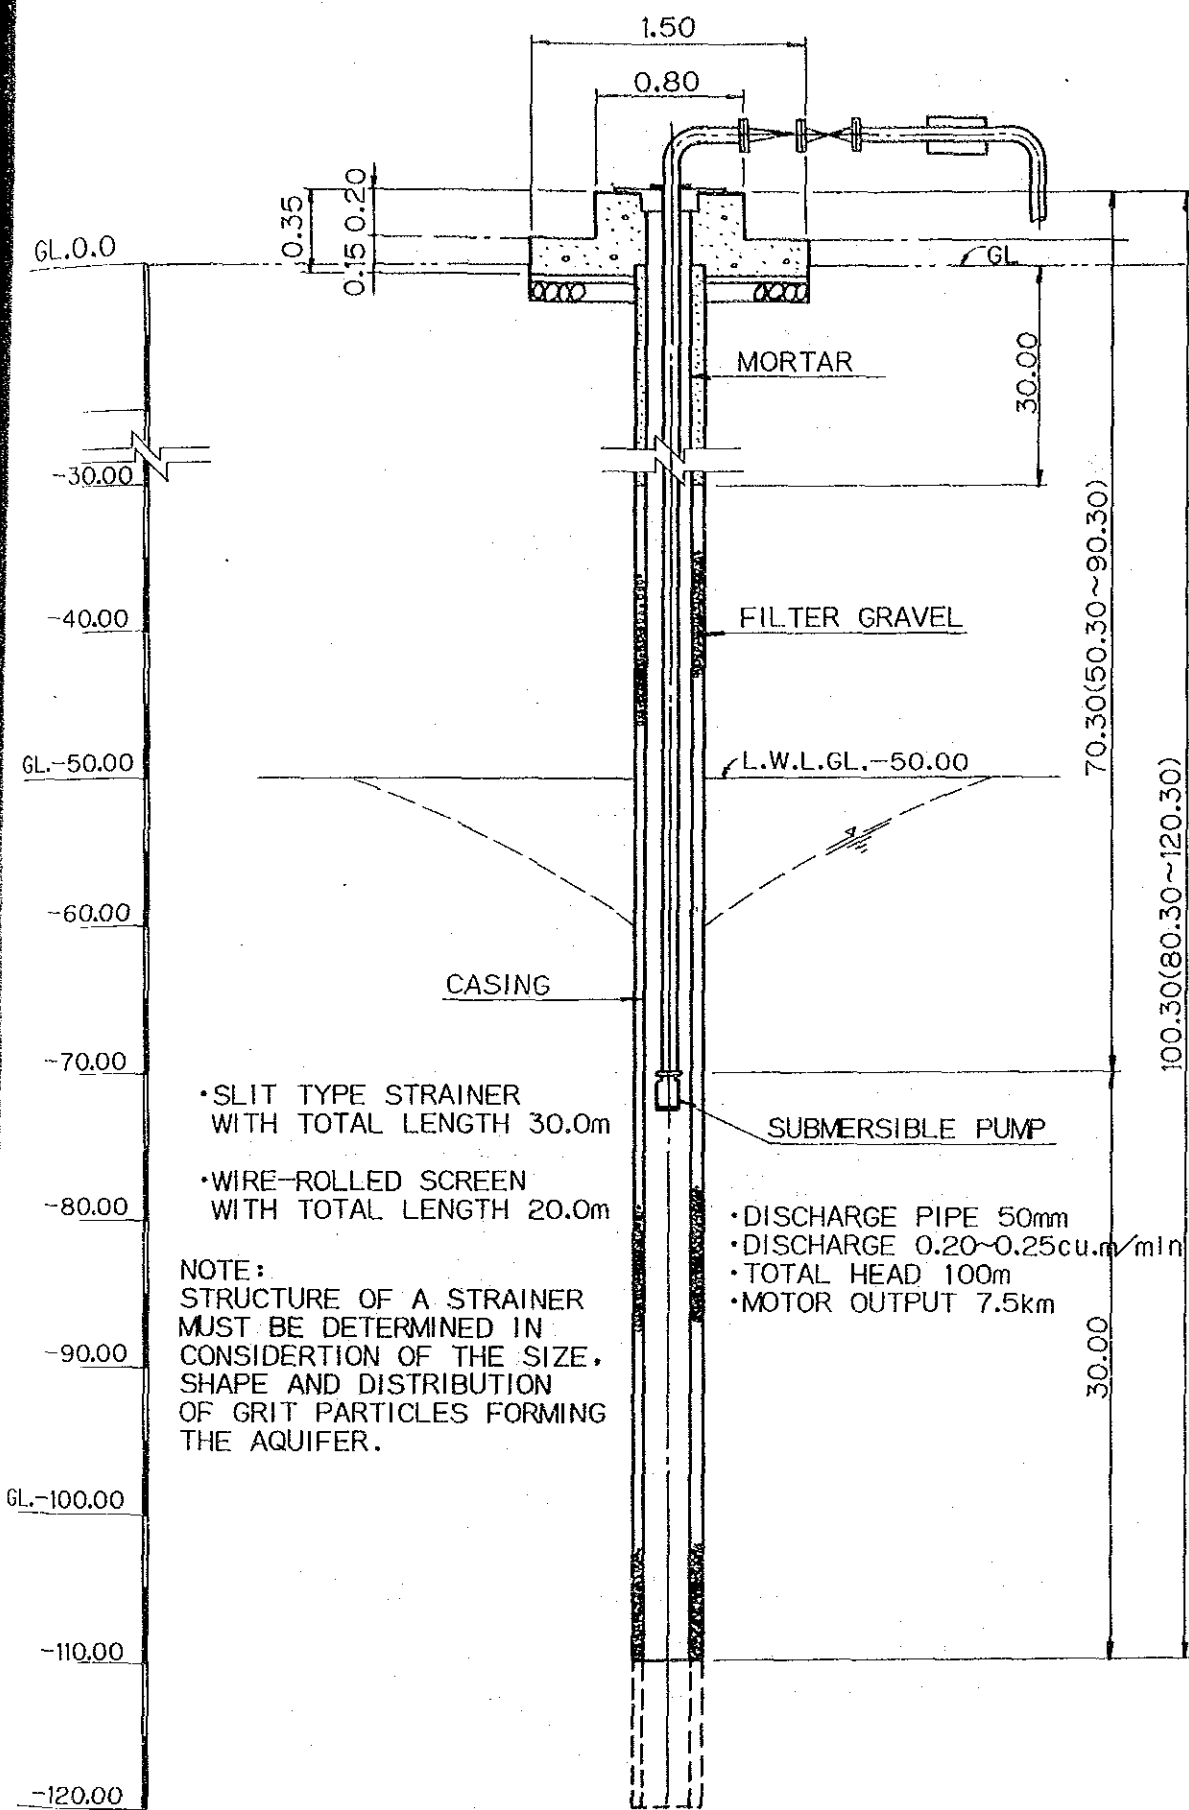 1.50
0.80
0.35
0.20
0.15
GL.0.0
GL
MORTAR
30.00
-30.00
-40.00
FILTER GRAVEL
70.30(50.30~90.30)
GL.-50.00
L.W.L.GL.-50.00
100.30(80.30~120.30)
-60.00
CASING
-70.00
·SLIT TYPE STRAINER
WITH TOTAL LENGTH 30.0m
SUBMERSIBLE PUMP
·WIRE-ROLLED SCREEN
WITH TOTAL LENGTH 20.0m
-80.00
·DISCHARGE PIPE 50mm
·DISCHARGE 0.20~0.25cu.m/min
·TOTAL HEAD 100m
·MOTOR OUTPUT 7.5km
NOTE:
STRUCTURE OF A STRAINER
MUST BE DETERMINED IN
CONSIDERTION OF THE SIZE,
SHAPE AND DISTRIBUTION
OF GRIT PARTICLES FORMING
THE AQUIFER.
-90.00
30.00
GL.-100.00
-110.00
-120.00